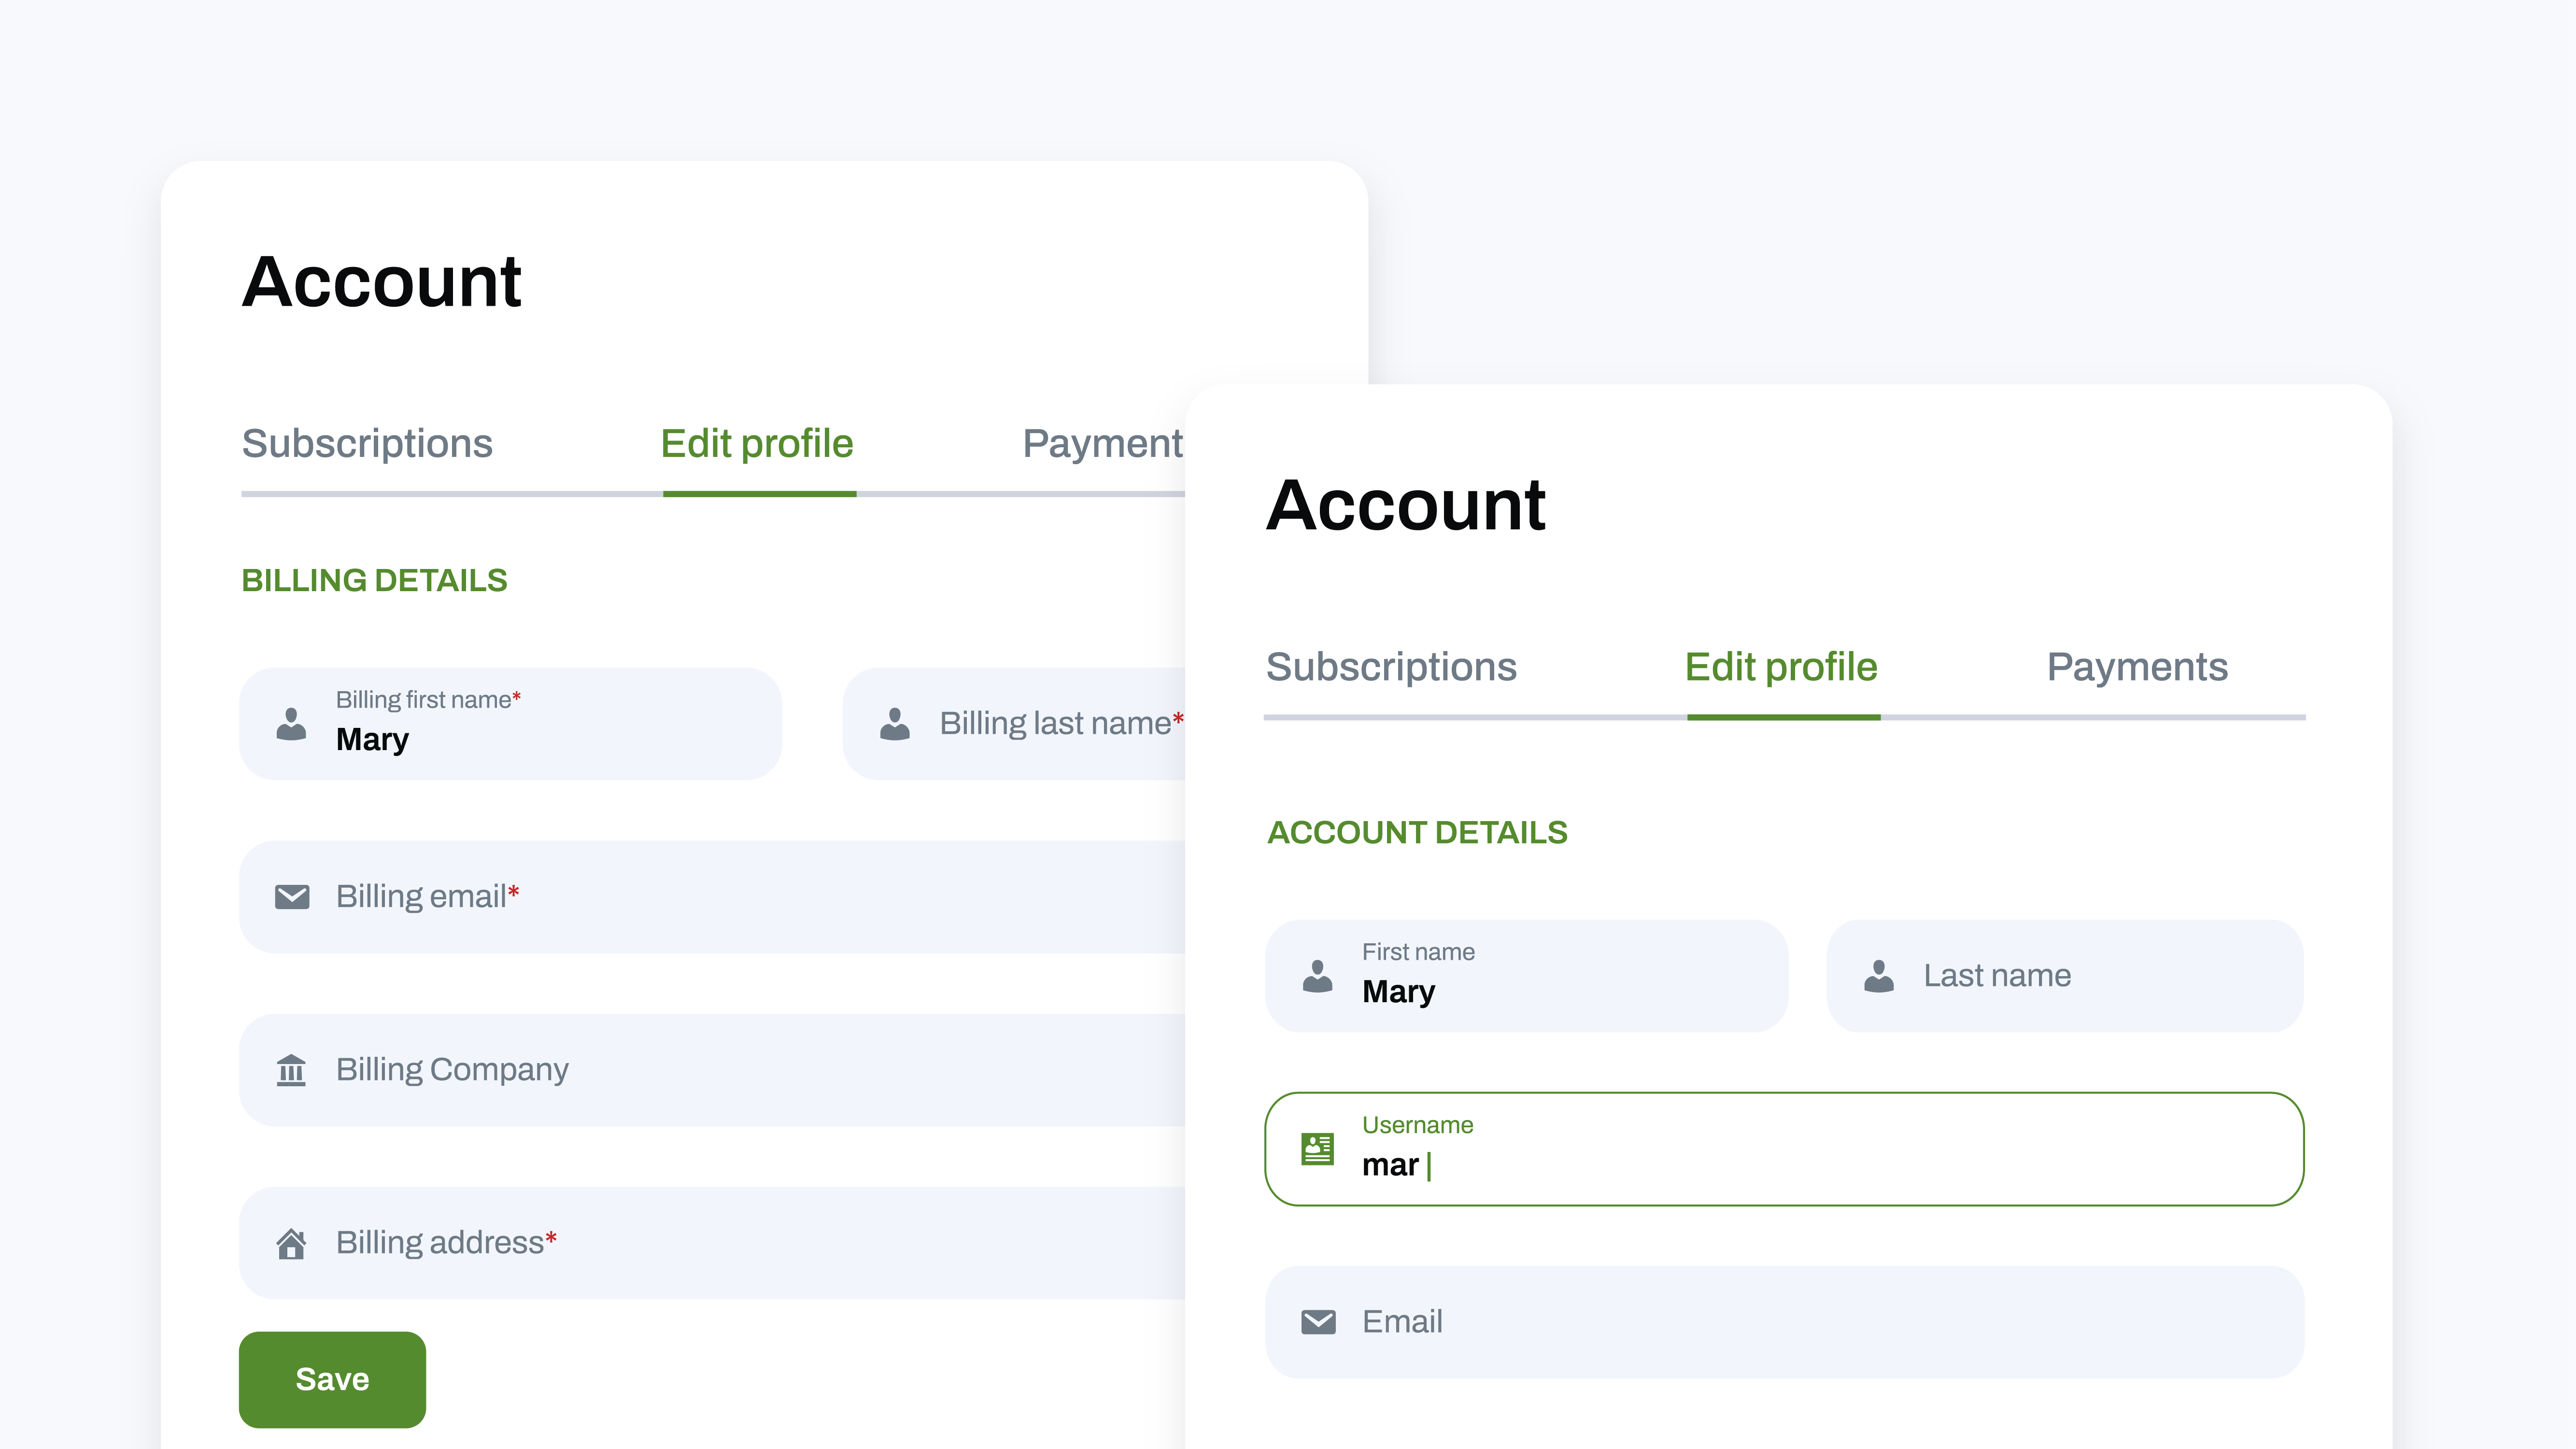 Account
Subscriptions Edit profile Payment
BILLING DETAILS
Billing first name*
Mary
Billing last name*
Billing email*
Billing Company
Billing address*
Save
Account
Subscriptions Edit profile Payments
ACCOUNT DETAILS
First name
Mary
Last name
Username
mar
Email